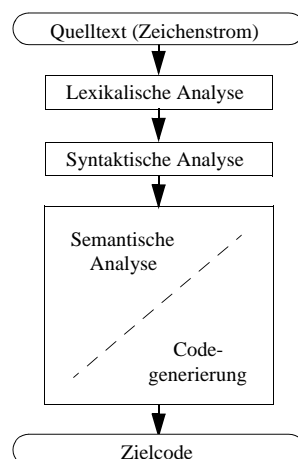 Quelltext (Zeichenstrom)
Lexikalische Analyse
Syntaktische Analyse
Semantische
Analyse
Code-
generierung
Zielcode